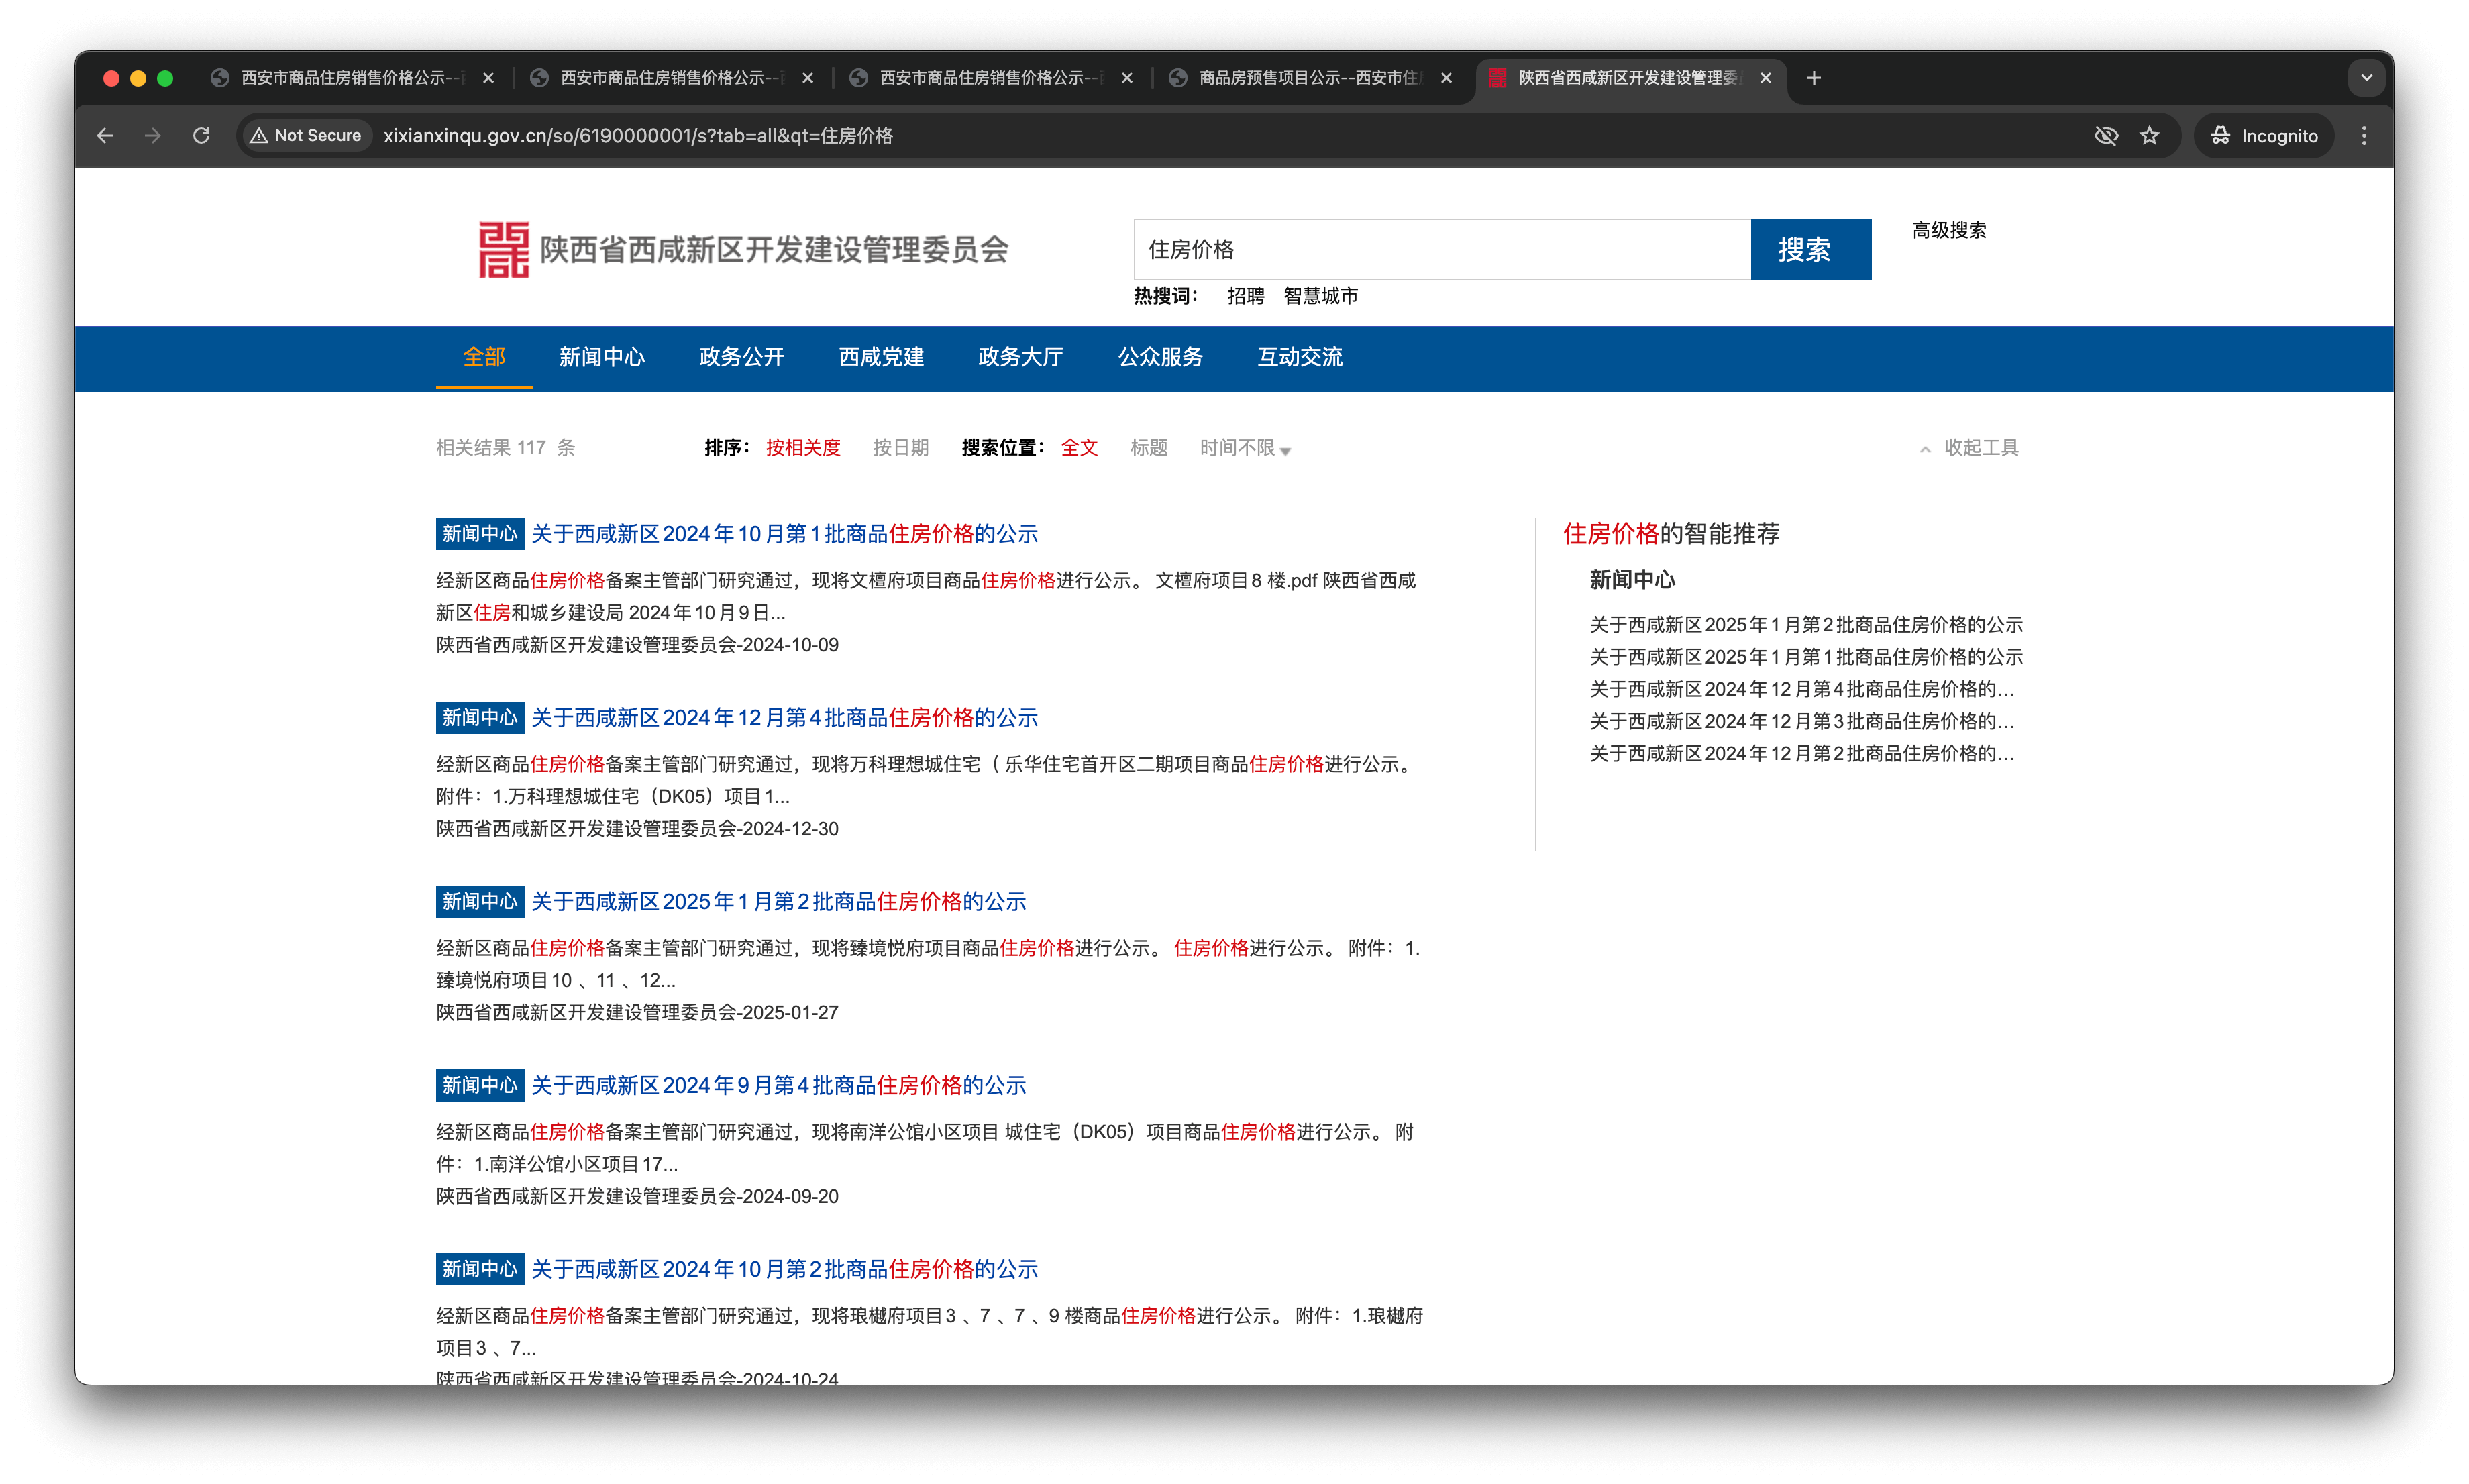 西安市商品住房销售价格公示--
西安市商品住房销售价格公示--
西安市商品住房销售价格公示--
商品房预售项目公示--西安市住
陕西省西咸新区开发建设管理委
Not Secure
xixianxinqu.gov.cn/so/6190000001/s?tab=all&qt=住房价格
Incognito
陕西省西咸新区开发建设管理委员会
住房价格
搜索
高级搜索
热搜词： 招聘 智慧城市
全部 新闻中心 政务公开 西咸党建 政务大厅 公众服务 互动交流
相关结果 117 条 排序： 按相关度 按日期 搜索位置： 全文 标题 时间不限 收起工具
新闻中心 关于西咸新区2024年10月第1批商品住房价格的公示
经新区商品住房价格备案主管部门研究通过，现将文檀府项目商品住房价格进行公示。 文檀府项目8 楼.pdf 陕西省西咸
新区住房和城乡建设局 2024年10月9日...
陕西省西咸新区开发建设管理委员会-2024-10-09
新闻中心 关于西咸新区2024年12月第4批商品住房价格的公示
经新区商品住房价格备案主管部门研究通过，现将万科理想城住宅（ 乐华住宅首开区二期项目商品住房价格进行公示。
附件：1.万科理想城住宅（DK05）项目1...
陕西省西咸新区开发建设管理委员会-2024-12-30
新闻中心 关于西咸新区2025年1月第2批商品住房价格的公示
经新区商品住房价格备案主管部门研究通过，现将臻境悦府项目商品住房价格进行公示。 住房价格进行公示。 附件：1.
臻境悦府项目10 、11 、12...
陕西省西咸新区开发建设管理委员会-2025-01-27
新闻中心 关于西咸新区2024年9月第4批商品住房价格的公示
经新区商品住房价格备案主管部门研究通过，现将南洋公馆小区项目 城住宅（DK05）项目商品住房价格进行公示。 附
件：1.南洋公馆小区项目17...
陕西省西咸新区开发建设管理委员会-2024-09-20
新闻中心 关于西咸新区2024年10月第2批商品住房价格的公示
经新区商品住房价格备案主管部门研究通过，现将琅樾府项目3 、7 、7 、9 楼商品住房价格进行公示。 附件：1.琅樾府
项目3 、7...
陕西省西咸新区开发建设管理委员会-2024-10-24
住房价格的智能推荐
新闻中心
关于西咸新区2025年1月第2批商品住房价格的公示
关于西咸新区2025年1月第1批商品住房价格的公示
关于西咸新区2024年12月第4批商品住房价格的...
关于西咸新区2024年12月第3批商品住房价格的...
关于西咸新区2024年12月第2批商品住房价格的...